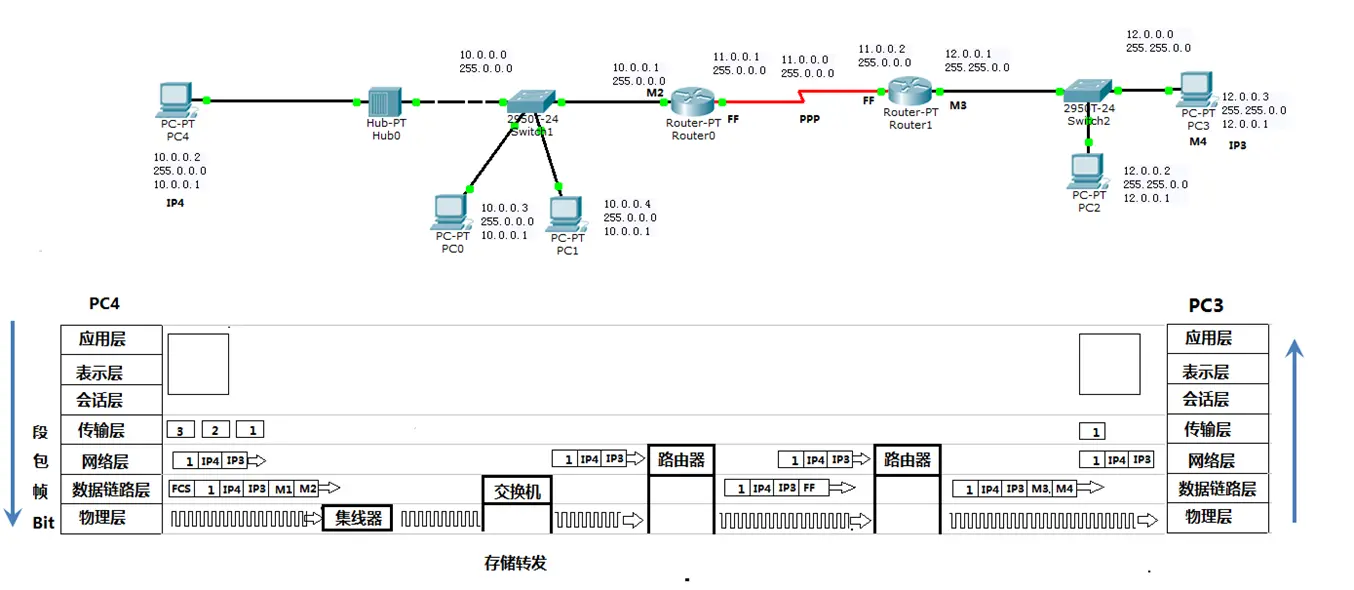 10.0.0.0
255.0.0.0
10.0.0.1
255.0.0.0
M2
11.0.0.1
255.0.0.0
11.0.0.0
255.0.0.0
11.0.0.2
255.0.0.0
12.0.0.1
255.255.0.0
12.0.0.0
255.255.0.0
PC-PT
PC4
10.0.0.2
255.0.0.0
10.0.0.1
IP4
Hub-PT
Hub0
2950T-24
Switch1
Router-PT
Router0
FF
PPP
FF
Router-PT
Router1
M3
2950T-24
Switch2
PC-PT
PC3
M4
12.0.0.3
255.255.0.0
12.0.0.1
IP3
PC-PT
PC0
10.0.0.3
255.0.0.0
10.0.0.1
PC-PT
PC1
10.0.0.4
255.0.0.0
10.0.0.1
PC-PT
PC2
12.0.0.2
255.255.0.0
12.0.0.1
PC4
PC3
应用层
应用层
表示层
表示层
会话层
会话层
段 传输层 3 2 1
1 传输层
包 网络层 1 IP4 IP3
1 IP4 IP3 路由器
1 IP4 IP3 路由器
1 IP4 IP3 网络层
帧 数据链路层 FCS 1 IP4 IP3 M1 M2
交换机
1 IP4 IP3 FF
1 IP4 IP3 M3, M4 数据链路层
Bit 物理层 集线器
物理层
存储转发